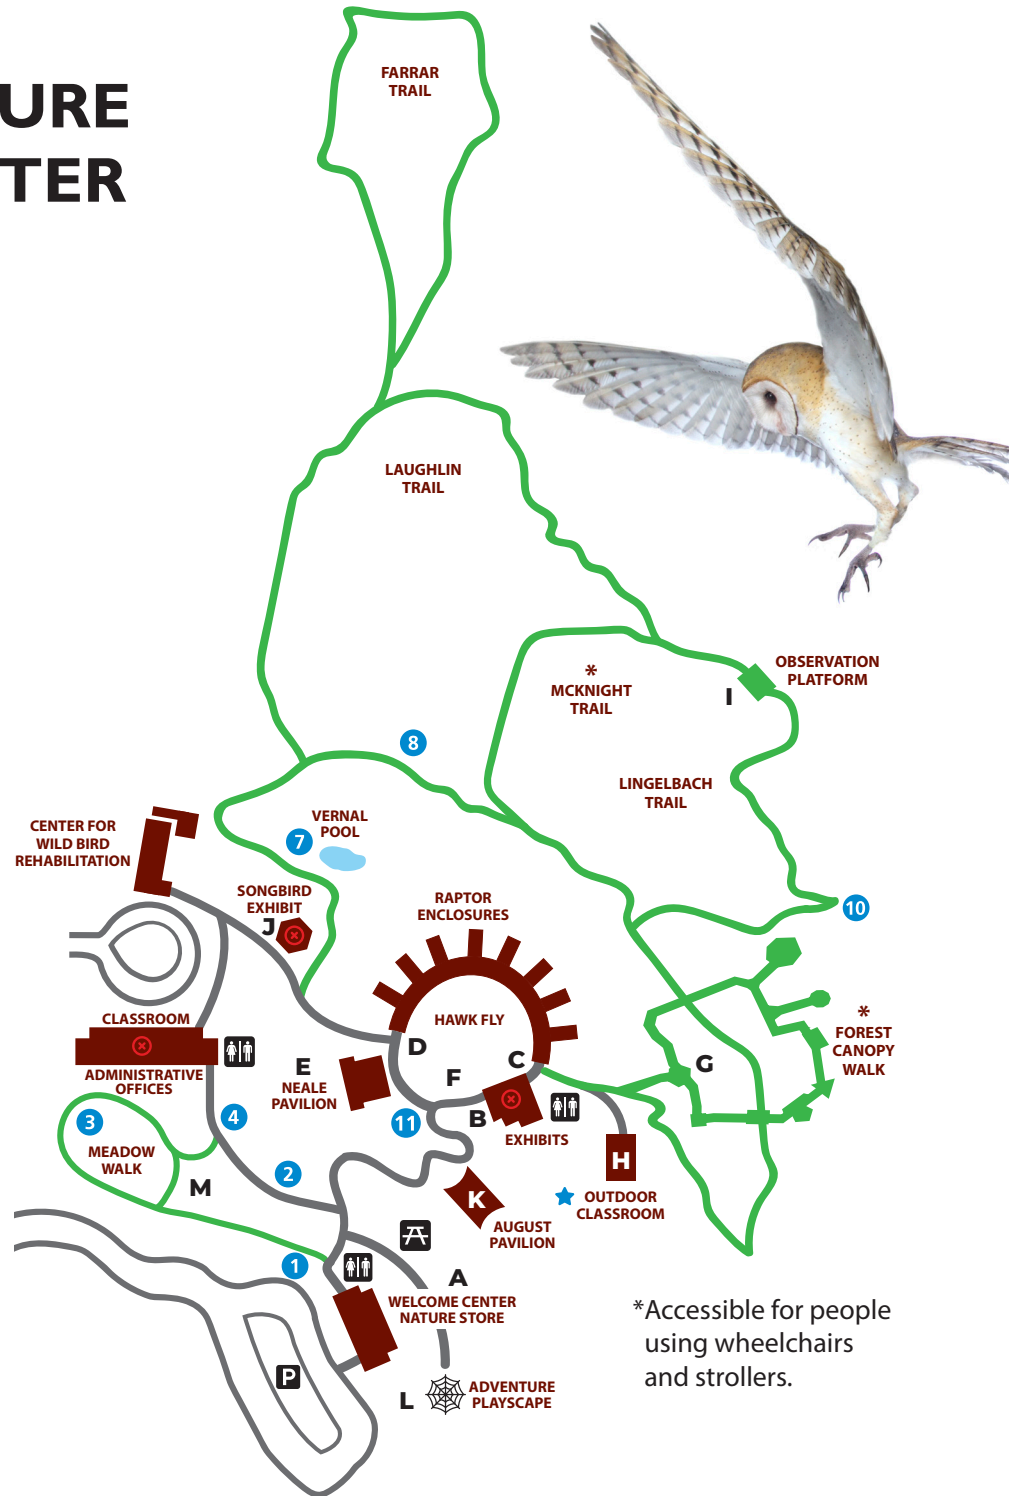 URE
TER
FARRAR
TRAIL
LAUGHLIN
TRAIL
*
MCKNIGHT
TRAIL
OBSERVATION
PLATFORM
I
8
LINGELBACH
TRAIL
CENTER FOR
WILD BIRD
REHABILITATION
VERNAL
POOL
7
SONGBIRD
EXHIBIT
J
RAPTOR
ENCLOSURES
10
CLASSROOM
ADMINISTRATIVE
OFFICES
HAWK FLY
D
C
F
E
NEALE
PAVILION
B
EXHIBITS
11
*
FOREST
CANOPY
WALK
G
3
4
MEADOW
WALK
2
M
H
OUTDOOR
CLASSROOM
K
AUGUST
PAVILION
1
A
WELCOME CENTER
NATURE STORE
P
L
ADVENTURE
PLAYSCAPE
*Accessible for people
using wheelchairs
and strollers.